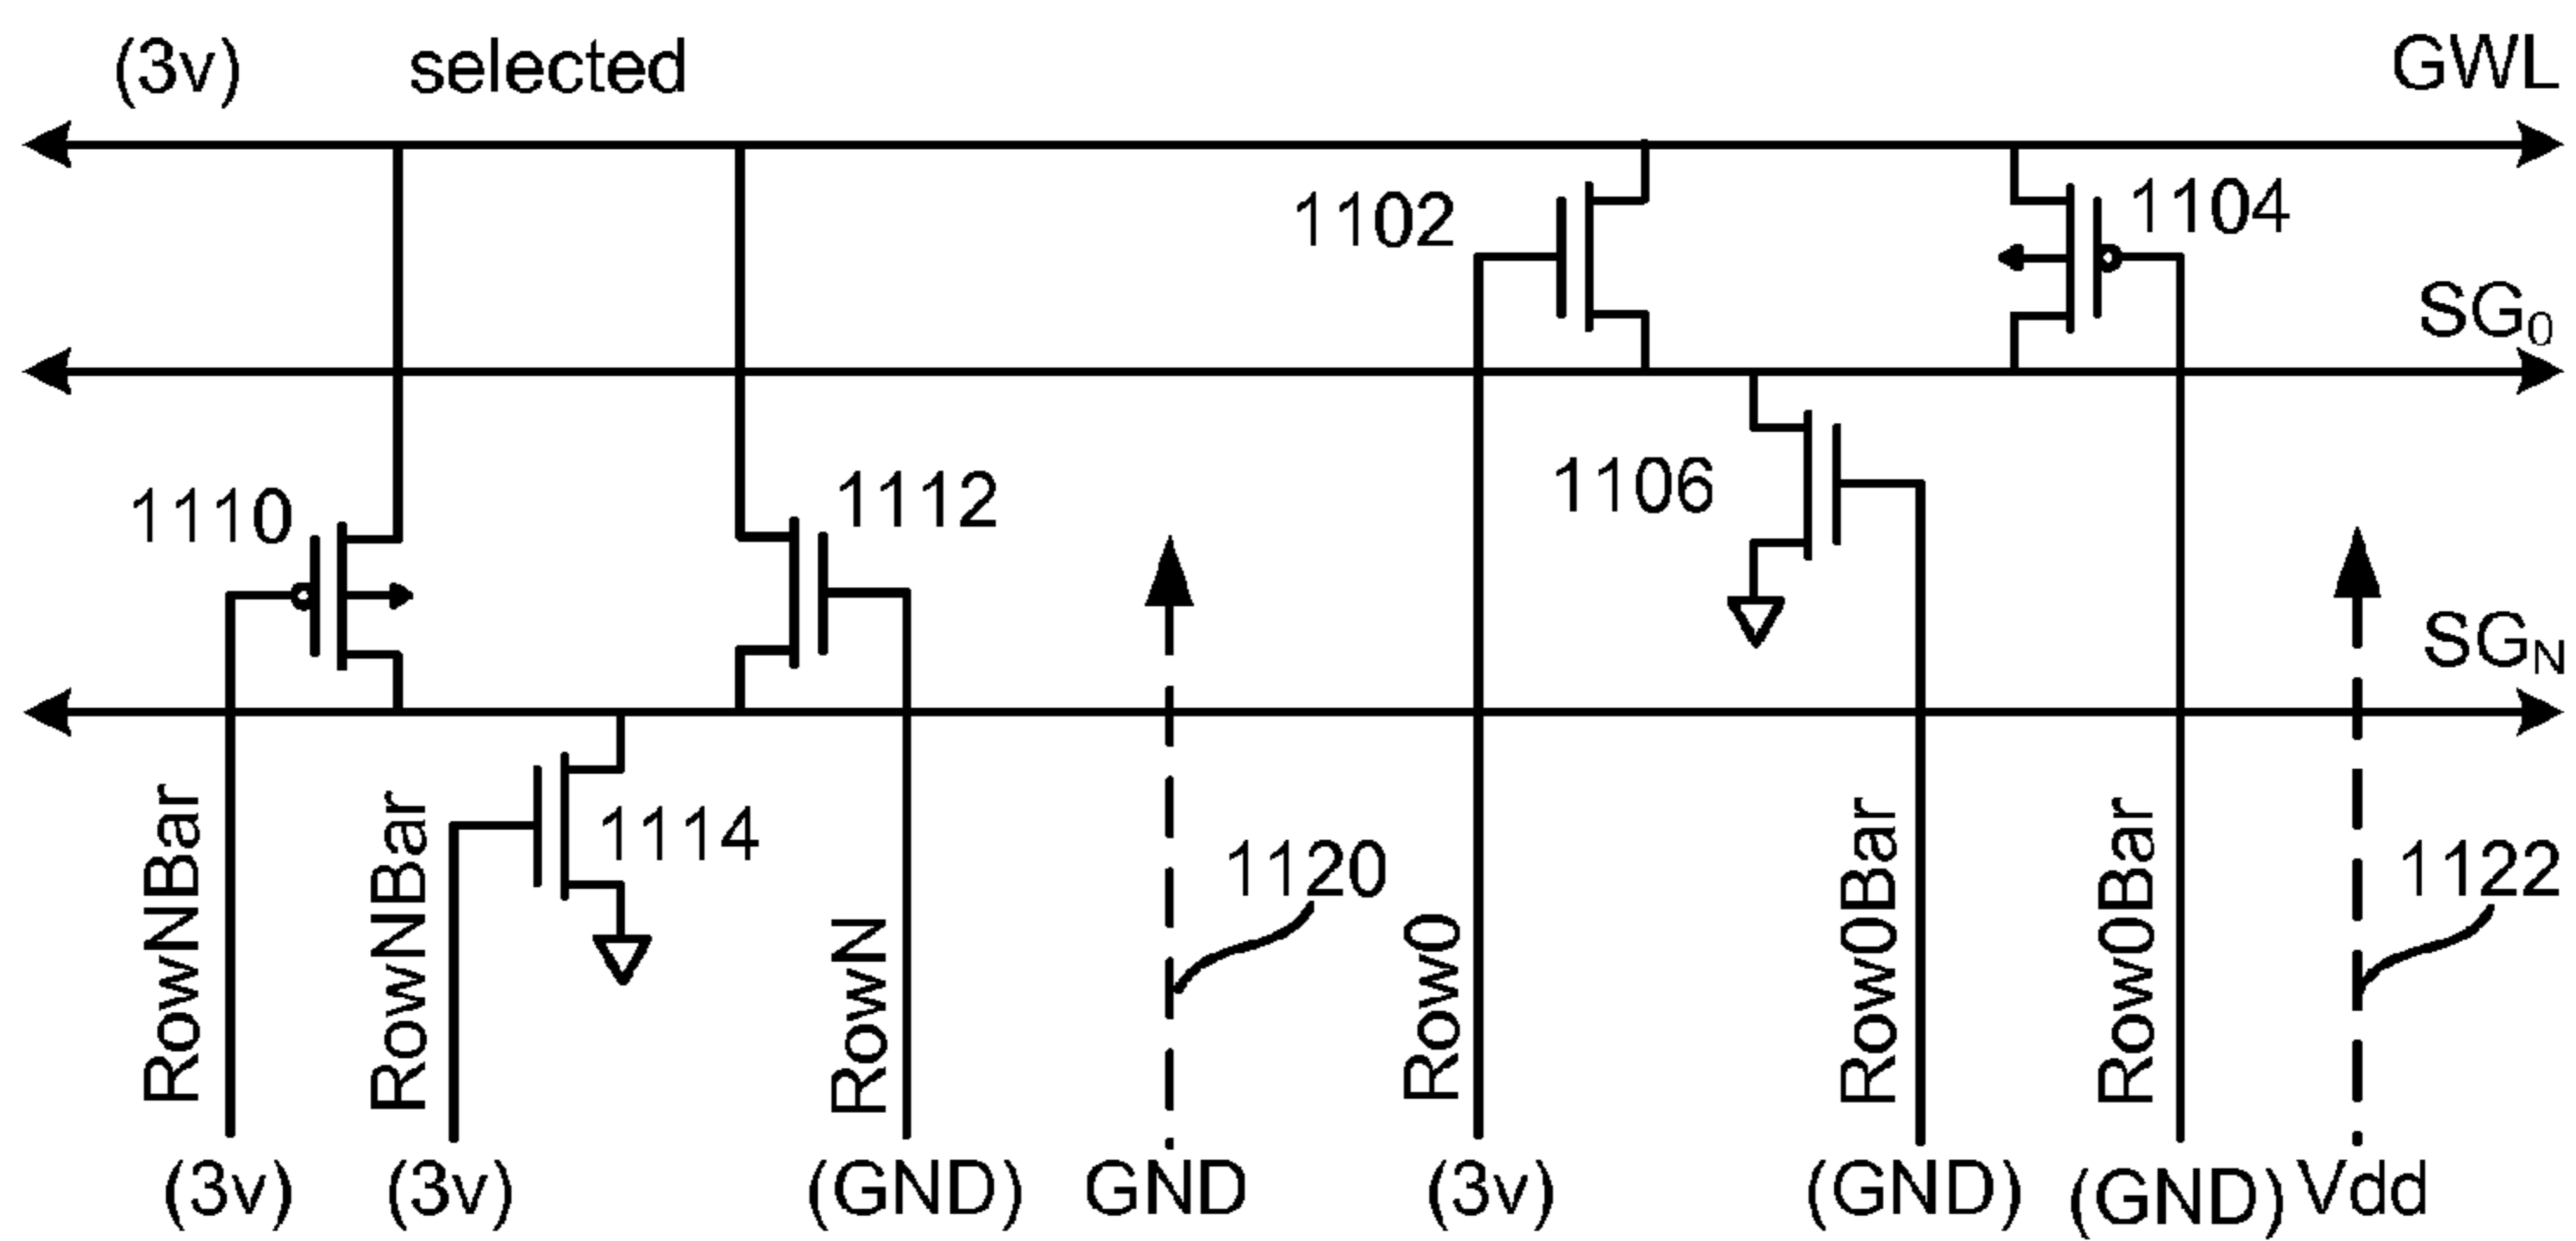 (3v) selected GWL
1102 1104
SG0
1110 1112 1106
SGN
1114 1120 1122
RowNBar RowNBar RowN Row0 Row0Bar Row0Bar
(3v) (3v) (GND) GND (3v) (GND) (GND) Vdd